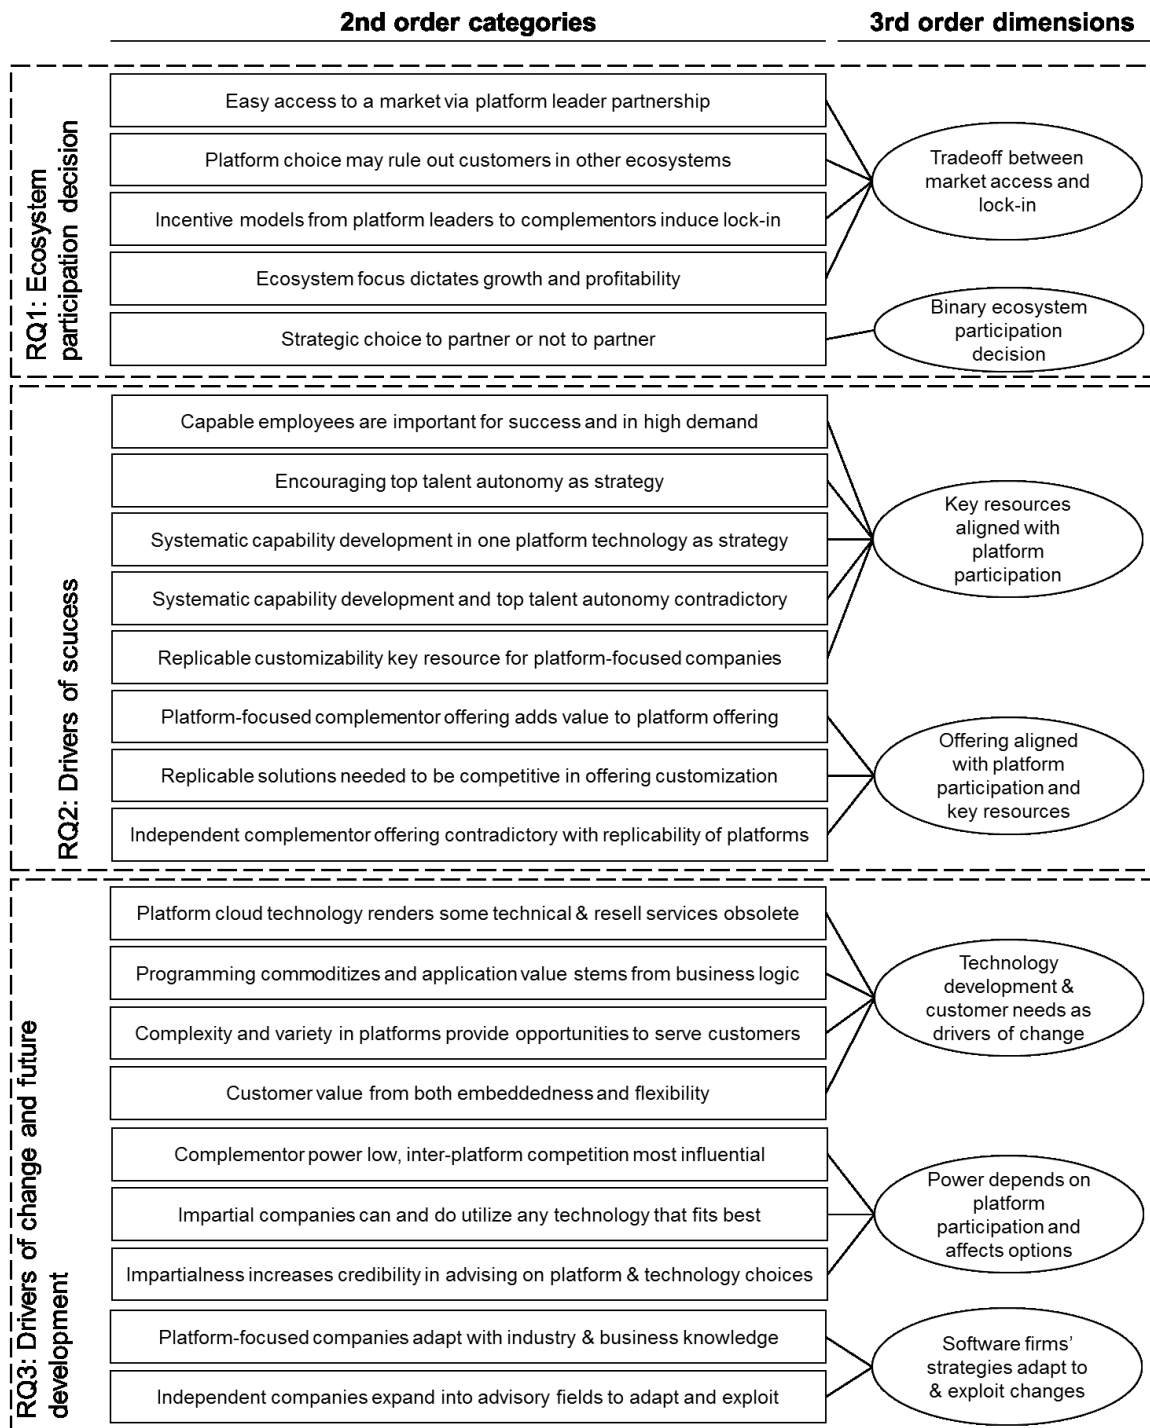 2nd order categories
3rd order dimensions
RQ1: Ecosystem
participation decision
Easy access to a market via platform leader partnership
Platform choice may rule out customers in other ecosystems
Incentive models from platform leaders to complementors induce lock-in
Ecosystem focus dictates growth and profitability
Strategic choice to partner or not to partner
Tradeoff between
market access and
lock-in
Binary ecosystem
participation
decision
RQ2: Drivers of scucess
Capable employees are important for success and in high demand
Encouraging top talent autonomy as strategy
Systematic capability development in one platform technology as strategy
Systematic capability development and top talent autonomy contradictory
Replicable customizability key resource for platform-focused companies
Platform-focused complementor offering adds value to platform offering
Replicable solutions needed to be competitive in offering customization
Independent complementor offering contradictory with replicability of platforms
Key resources
aligned with
platform
participation
Offering aligned
with platform
participation and
key resources
RQ3: Drivers of change and future
development
Platform cloud technology renders some technical & resell services obsolete
Programming commoditizes and application value stems from business logic
Complexity and variety in platforms provide opportunities to serve customers
Customer value from both embeddedness and flexibility
Complementor power low, inter-platform competition most influential
Impartial companies can and do utilize any technology that fits best
Impartialness increases credibility in advising on platform & technology choices
Platform-focused companies adapt with industry & business knowledge
Independent companies expand into advisory fields to adapt and exploit
Technology
development &
customer needs as
drivers of change
Power depends on
platform
participation and
affects options
Software firms'
strategies adapt to
& exploit changes